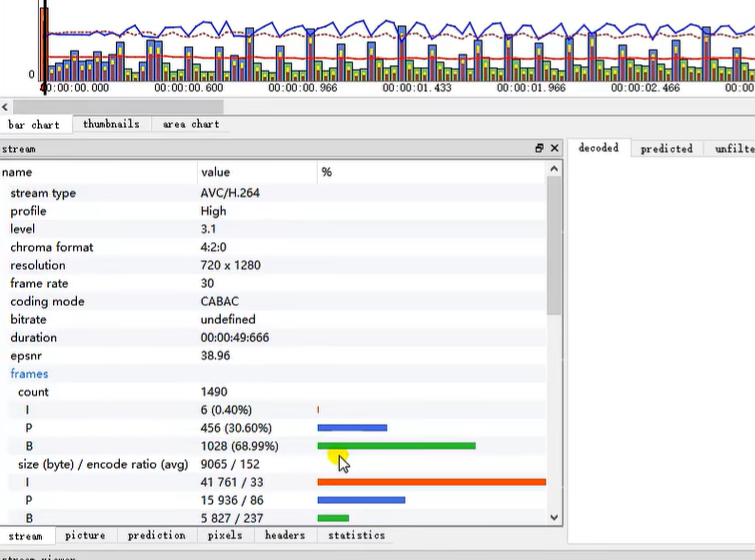 0
00:00:00.000 00:00:00.600 00:00:00.966 00:00:01.433 00:00:01.966 00:00:02.466 00:00
bar chart thumbnails area chart
stream
decoded predicted unfilte
name value %
stream type AVC/H.264
profile High
level 3.1
chroma format 4:2:0
resolution 720 x 1280
frame rate 30
coding mode CABAC
bitrate undefined
duration 00:00:49:666
epsnr 38.96
frames
count 1490
I 6 (0.40%)
P 456 (30.60%)
B 1028 (68.99%)
size (byte) / encode ratio (avg) 9065 / 152
I 41 761 / 33
P 15 936 / 86
B 5 827 / 237
stream picture prediction pixels headers statistics